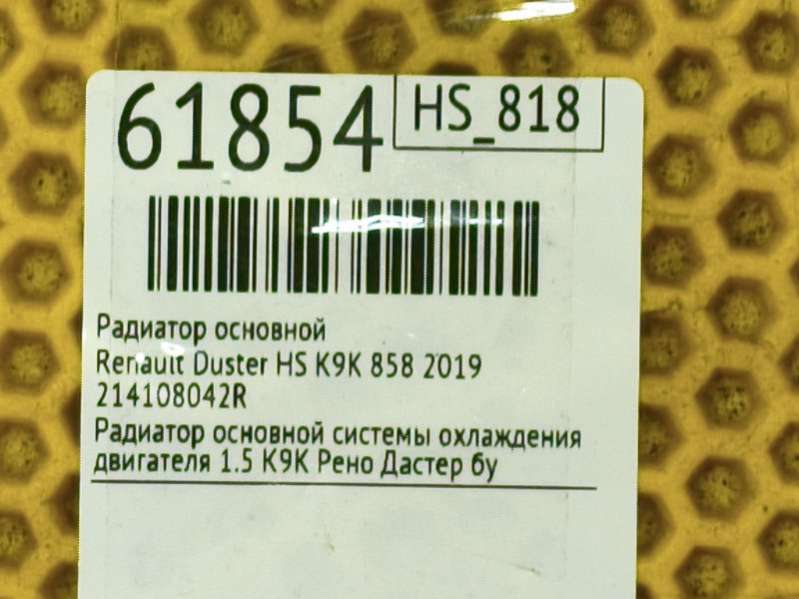 61854
HS_818
Радиатор основной
Renault Duster HS K9K 858 2019
214108042R
Радиатор основной системы охлаждения
двигателя 1.5 K9K Рено Дастер бу